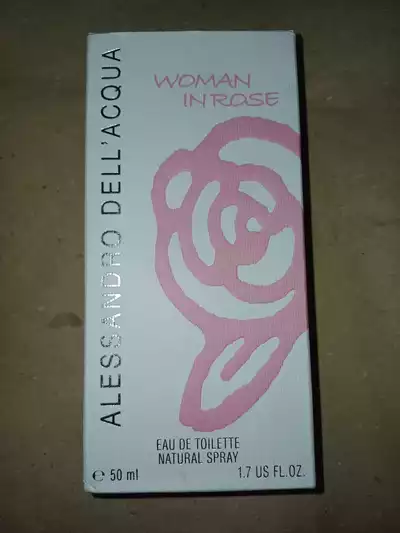 ALESSANDRO DELL'ACQUA
WOMAN
IN ROSE
EAU DE TOILETTE
NATURAL SPRAY
℮ 50 ml
1.7 US FL.OZ.